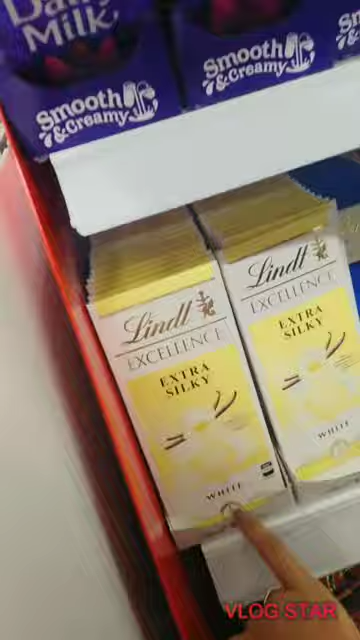 Dairy
Milk
Smooth
& Creamy
Smooth
& Creamy
Lindt
EXCELLENCE
EXTRA
SILKY
WHITE
Lindt
EXCELLENCE
EXTRA
SILKY
WHITE
VLOG STAR